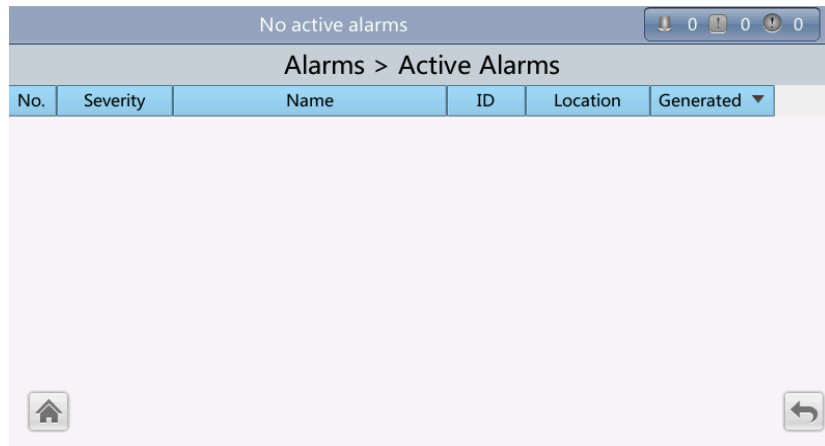 No active alarms 0 0 0
Alarms > Active Alarms
No. Severity Name ID Location Generated